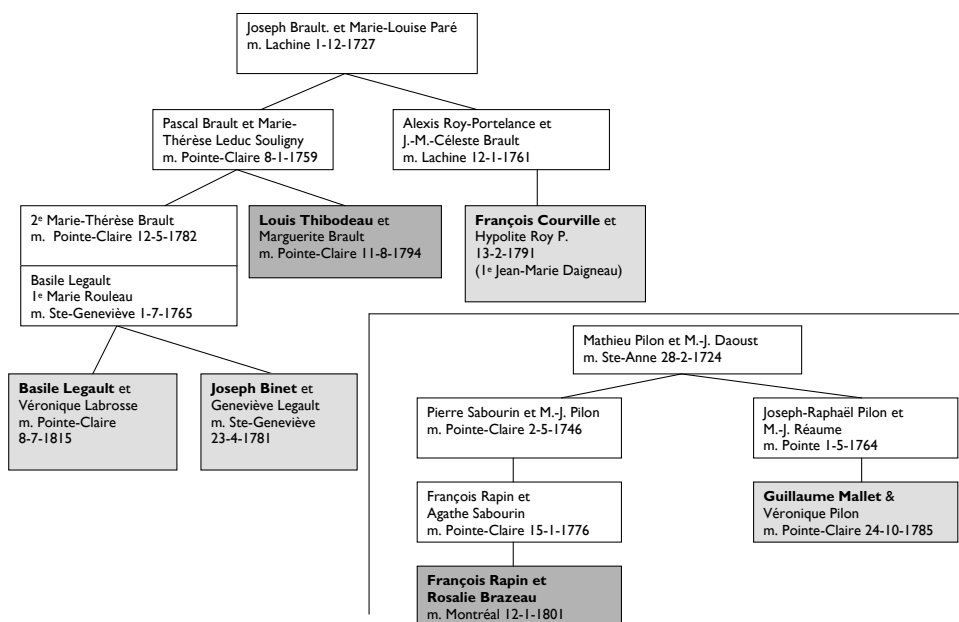 Joseph Brault. et Marie-Louise Paré
m. Lachine 1-12-1727
Pascal Brault et Marie-
Thérèse Leduc Souligny
m. Pointe-Claire 8-1-1759
Alexis Roy-Portelance et
J.-M.-Céleste Brault
m. Lachine 12-1-1761
2e Marie-Thérèse Brault
m. Pointe-Claire 12-5-1782
Basile Legault
1e Marie Rouleau
m. Ste-Geneviève 1-7-1765
Louis Thibodeau et
Marguerite Brault
m. Pointe-Claire 11-8-1794
François Courville et
Hypolite Roy P.
13-2-1791
(1e Jean-Marie Daigneau)
Basile Legault et
Véronique Labrosse
m. Pointe-Claire
8-7-1815
Joseph Binet et
Geneviève Legault
m. Ste-Geneviève
23-4-1781
Mathieu Pilon et M.-J. Daoust
m. Ste-Anne 28-2-1724
Pierre Sabourin et M.-J. Pilon
m. Pointe-Claire 2-5-1746
Joseph-Raphaël Pilon et
M.-J. Réaume
m. Pointe 1-5-1764
François Rapin et
Agathe Sabourin
m. Pointe-Claire 15-1-1776
Guillaume Mallet &
Véronique Pilon
m. Pointe-Claire 24-10-1785
François Rapin et
Rosalie Brazeau
m. Montréal 12-1-1801